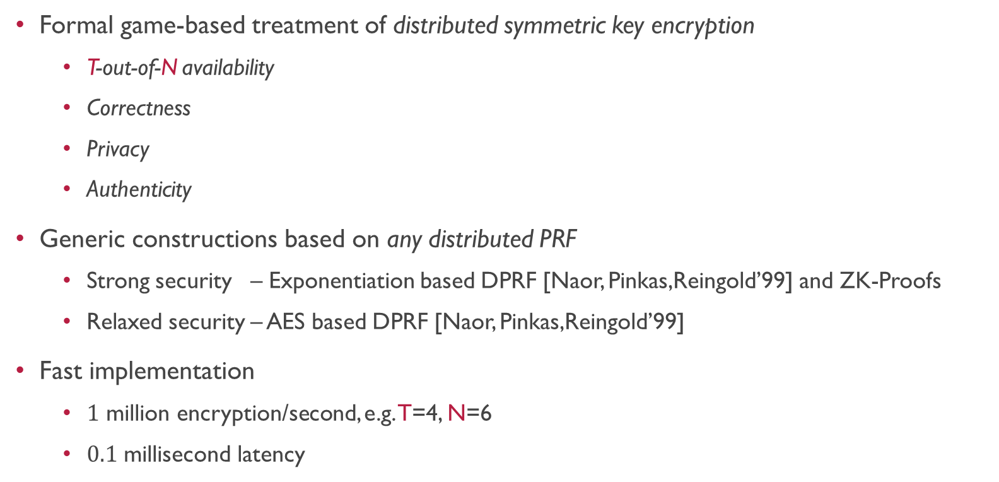 • Formal game-based treatment of distributed symmetric key encryption
• T-out-of-N availability
• Correctness
• Privacy
• Authenticity
• Generic constructions based on any distributed PRF
• Strong security – Exponentiation based DPRF [Naor, Pinkas,Reingold’99] and ZK-Proofs
• Relaxed security – AES based DPRF [Naor, Pinkas,Reingold’99]
• Fast implementation
• 1 million encryption/second, e.g. T=4, N=6
• 0.1 millisecond latency